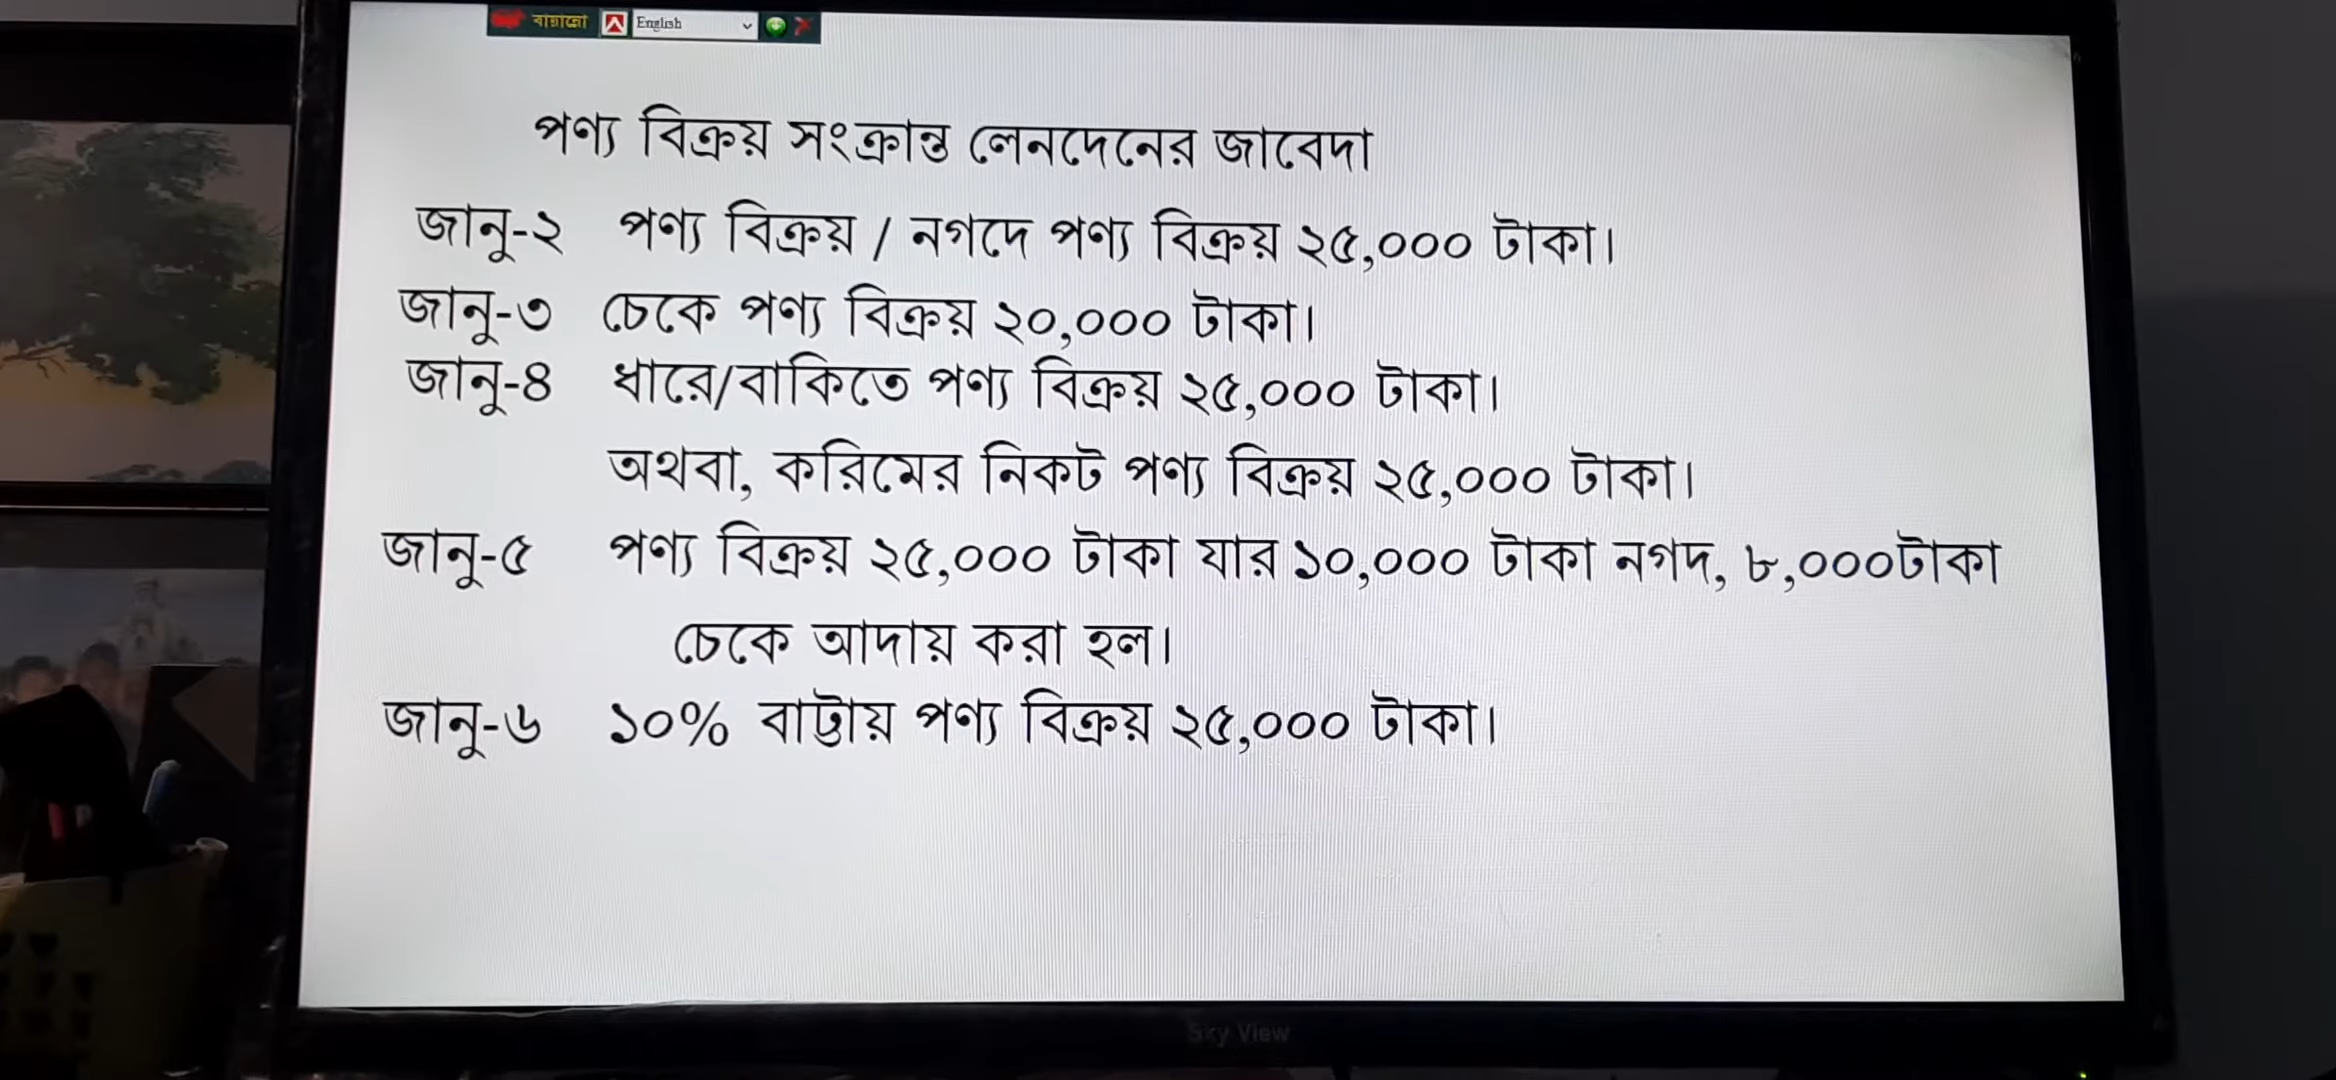 বায়ান্নো English
পণ্য বিক্রয় সংক্রান্ত লেনদেনের জাবেদা
জানু-২ পণ্য বিক্রয় / নগদে পণ্য বিক্রয় ২৫,০০০ টাকা।
জানু-৩ চেকে পণ্য বিক্রয় ২০,০০০ টাকা।
জানু-৪ ধারে/বাকিতে পণ্য বিক্রয় ২৫,০০০ টাকা।
অথবা, করিমের নিকট পণ্য বিক্রয় ২৫,০০০ টাকা।
জানু-৫ পণ্য বিক্রয় ২৫,০০০ টাকা যার ১০,০০০ টাকা নগদ, ৮,০০০টাকা
চেকে আদায় করা হল।
জানু-৬ ১০% বাট্টায় পণ্য বিক্রয় ২৫,০০০ টাকা।
Sky View